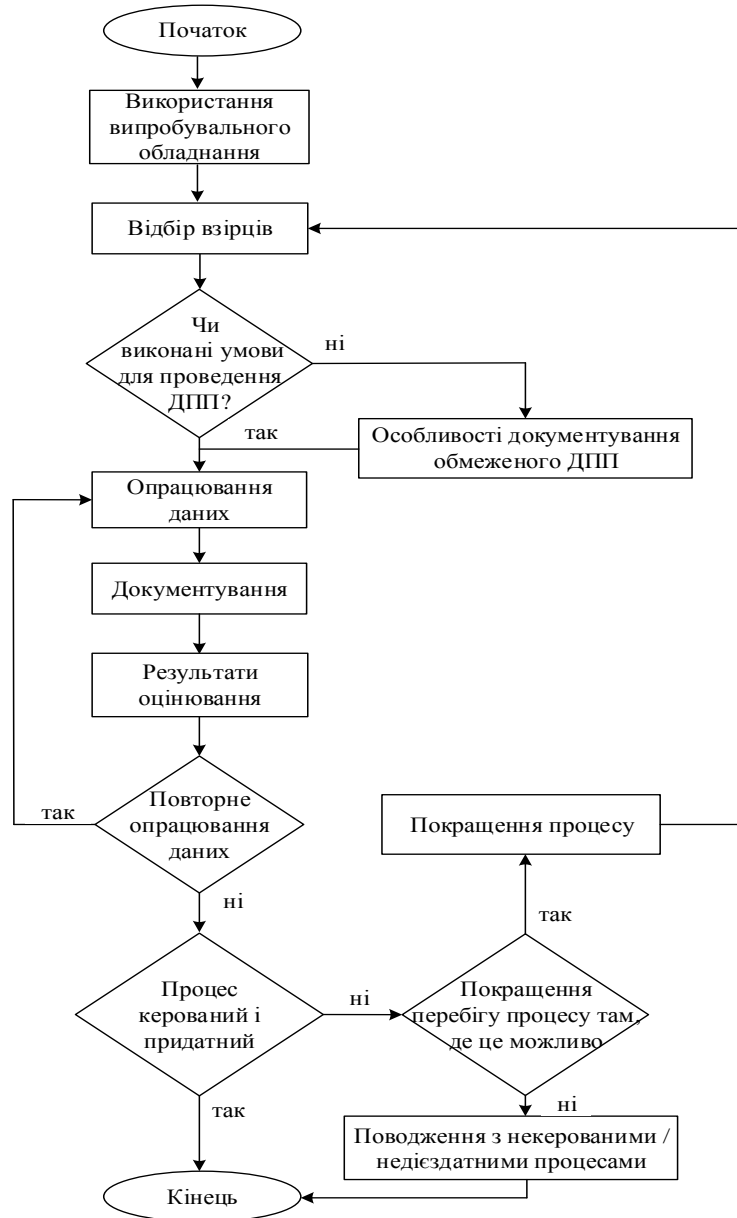 Початок
Використання
випробувального
обладнання
Відбір взірців
Чи
виконані умови
для проведення
ДПП?
ні
так
Особливості документування
обмеженого ДПП
Опрацювання
даних
Документування
Результати
оцінювання
Повторне
опрацювання
даних
так
ні
Покращення процесу
так
Процес
керований і
придатний
ні
Покращення
перебігу процесу там,
де це можливо
так
ні
Поводження з некерованими /
недієздатними процесами
Кінець